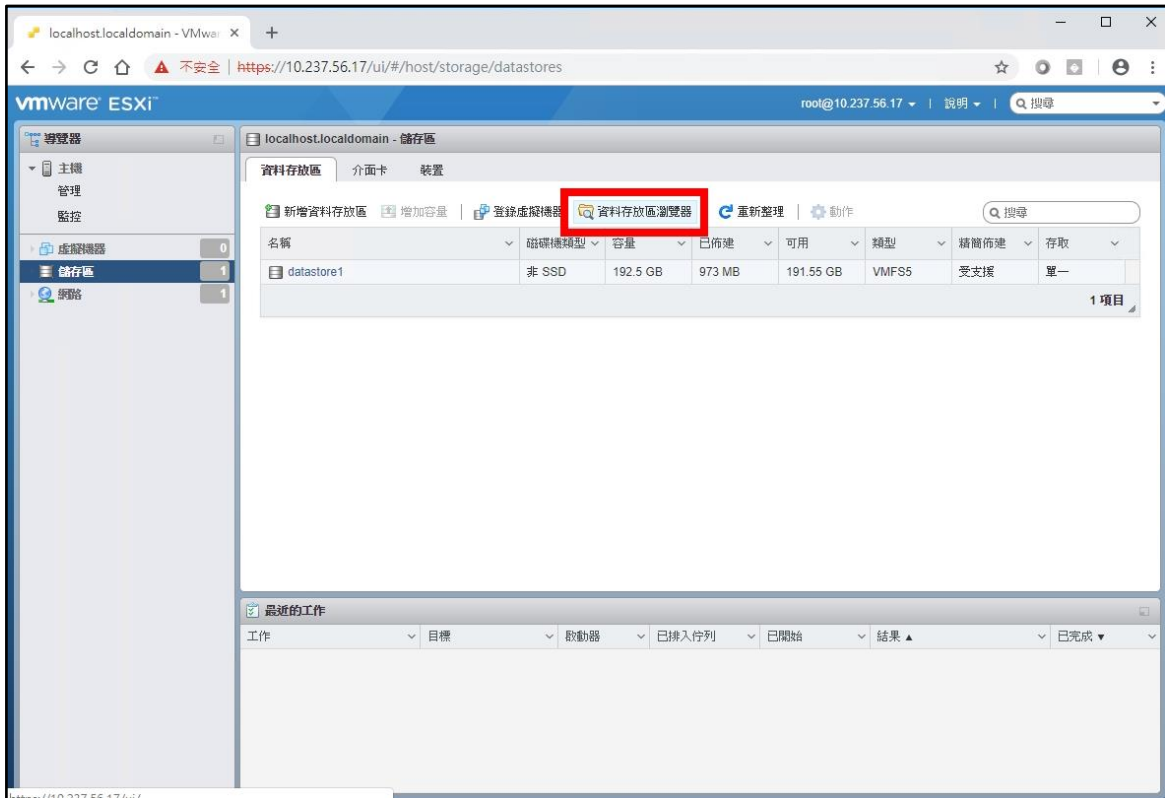 localhost.localdomain - VMwar
不安全 | https://10.237.56.17/ui/#/host/storage/datastores
vmware ESXi™
root@10.237.56.17 | 說明 | 搜尋
導覽器
主機
管理
監控
虛擬機器 0
儲存區 1
網路 1
localhost.localdomain - 儲存區
資料存放區 介面卡 裝置
新增資料存放區 增加容量 | 登錄虛擬機器 資料存放區瀏覽器 重新整理 | 動作 搜尋
名稱 磁碟機類型 容量 已佈建 可用 類型 精簡佈建 存取
datastore1 非 SSD 192.5 GB 973 MB 191.55 GB VMFS5 受支援 單一
1 項目
最近的工作
工作 目標 啟動器 已排入佇列 已開始 結果 ▲ 已完成 ▼
https://10.237.56.17/ui/